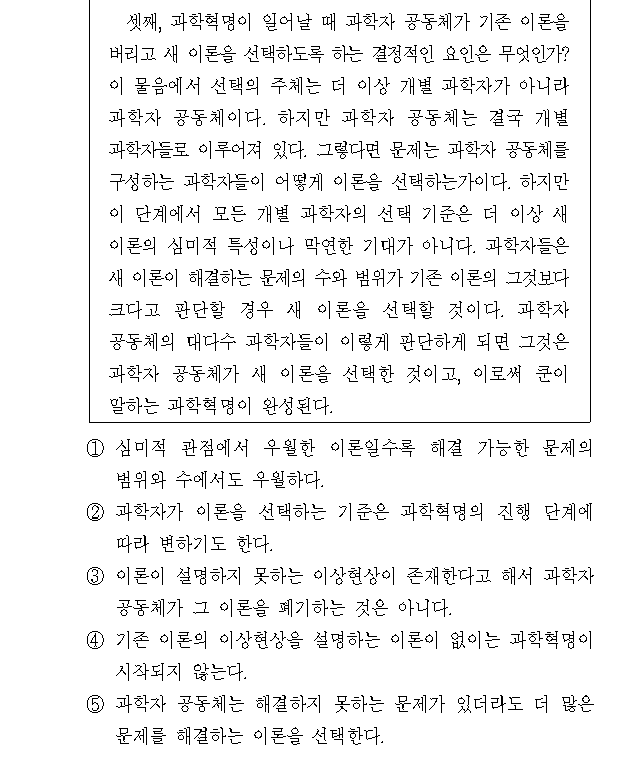 셋째, 과학혁명이 일어날 때 과학자 공동체가 기존 이론을
버리고 새 이론을 선택하도록 하는 결정적인 요인은 무엇인가?
이 물음에서 선택의 주체는 더 이상 개별 과학자가 아니라
과학자 공동체이다. 하지만 과학자 공동체는 결국 개별
과학자들로 이루어져 있다. 그렇다면 문제는 과학자 공동체를
구성하는 과학자들이 어떻게 이론을 선택하는가이다. 하지만
이 단계에서 모든 개별 과학자의 선택 기준은 더 이상 새
이론의 심미적 특성이나 막연한 기대가 아니다. 과학자들은
새 이론이 해결하는 문제의 수와 범위가 기존 이론의 그것보다
크다고 판단할 경우 새 이론을 선택할 것이다. 과학자
공동체의 대다수 과학자들이 이렇게 판단하게 되면 그것은
과학자 공동체가 새 이론을 선택한 것이고, 이로써 쿤이
말하는 과학혁명이 완성된다.
① 심미적 관점에서 우월한 이론일수록 해결 가능한 문제의
범위와 수에서도 우월하다.
② 과학자가 이론을 선택하는 기준은 과학혁명의 진행 단계에
따라 변하기도 한다.
③ 이론이 설명하지 못하는 이상현상이 존재한다고 해서 과학자
공동체가 그 이론을 폐기하는 것은 아니다.
④ 기존 이론의 이상현상을 설명하는 이론이 없이는 과학혁명이
시작되지 않는다.
⑤ 과학자 공동체는 해결하지 못하는 문제가 있더라도 더 많은
문제를 해결하는 이론을 선택한다.